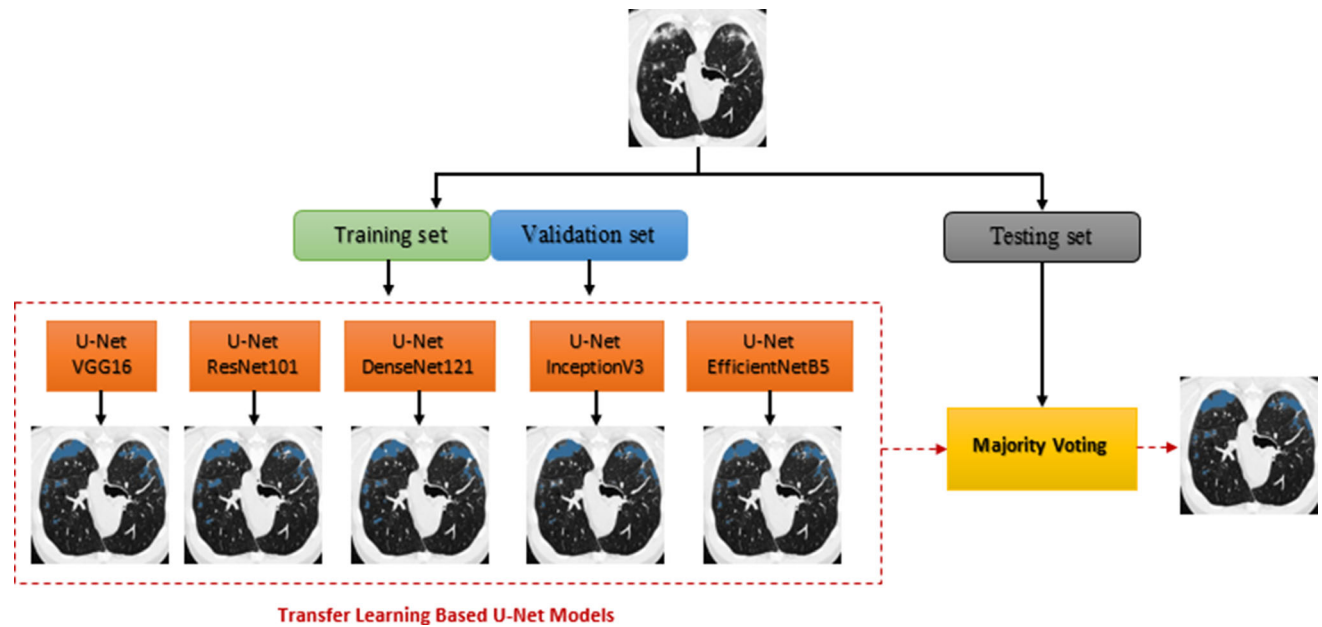 Training set
Validation set
Testing set
U-Net
VGG16
U-Net
ResNet101
U-Net
DenseNet121
U-Net
InceptionV3
U-Net
EfficientNetB5
Majority Voting
Transfer Learning Based U-Net Models